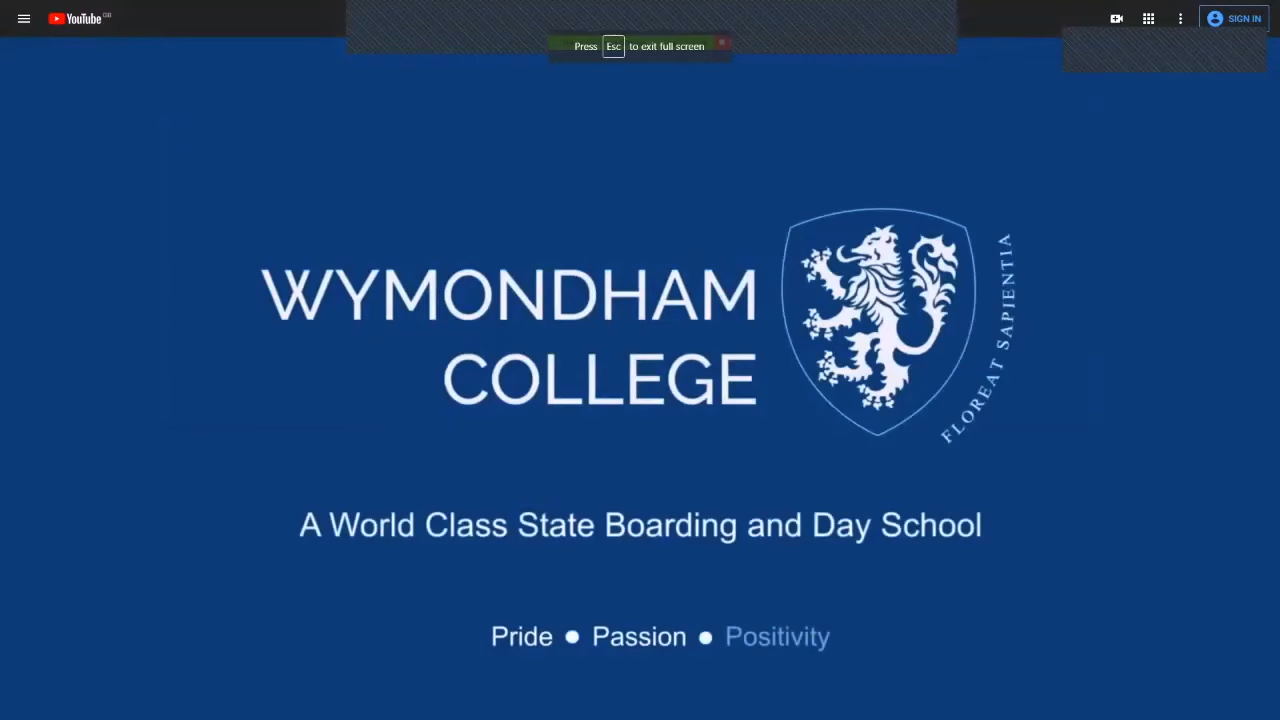 YouTube GB
SIGN IN
Press Esc to exit full screen
WYMONDHAM
COLLEGE
FLOREAT SAPIENTIA
A World Class State Boarding and Day School
Pride • Passion • Positivity